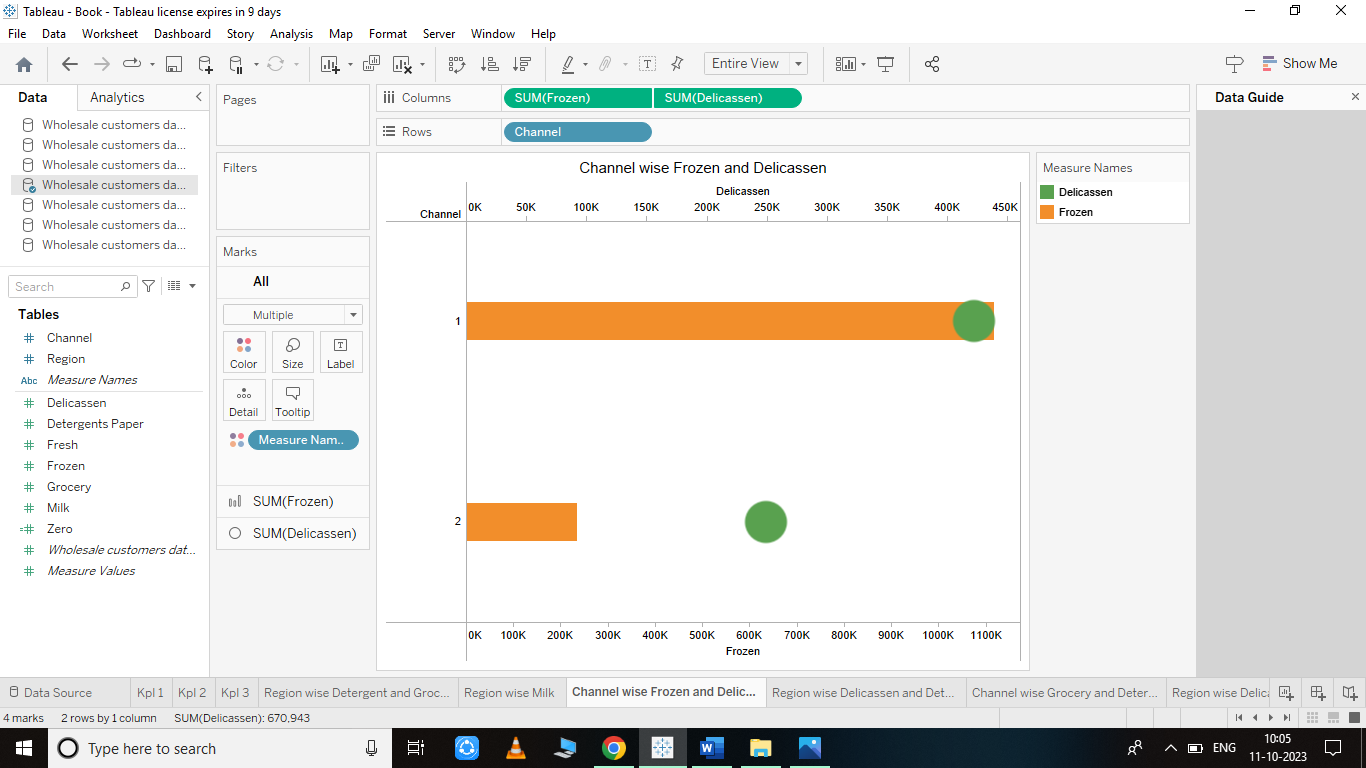 Tableau - Book - Tableau license expires in 9 days
File Data Worksheet Dashboard Story Analysis Map Format Server Window Help
Entire View
Show Me
Data Analytics
Wholesale customers da...
Wholesale customers da...
Wholesale customers da...
Wholesale customers da...
Wholesale customers da...
Wholesale customers da...
Wholesale customers da...
Search
Tables
Channel
Region
Abc Measure Names
Delicassen
Detergents Paper
Fresh
Frozen
Grocery
Milk
Zero
Wholesale customers dat...
Measure Values
Pages
Filters
Marks
All
Multiple
Color Size Label
Detail Tooltip
Measure Nam..
SUM(Frozen)
SUM(Delicassen)
Columns SUM(Frozen) SUM(Delicassen)
Rows Channel
Channel wise Frozen and Delicassen
Delicassen
0K 50K 100K 150K 200K 250K 300K 350K 400K 450K
Channel
1
2
0K 100K 200K 300K 400K 500K 600K 700K 800K 900K 1000K 1100K
Frozen
Measure Names
Delicassen
Frozen
Data Guide
Data Source Kpl 1 Kpl 2 Kpl 3 Region wise Detergent and Groc... Region wise Milk Channel wise Frozen and Delic... Region wise Delicassen and Det... Channel wise Grocery and Deter... Region wise Delica
4 marks 2 rows by 1 column SUM(Delicassen): 670,943
Type here to search
ENG
10:05
11-10-2023